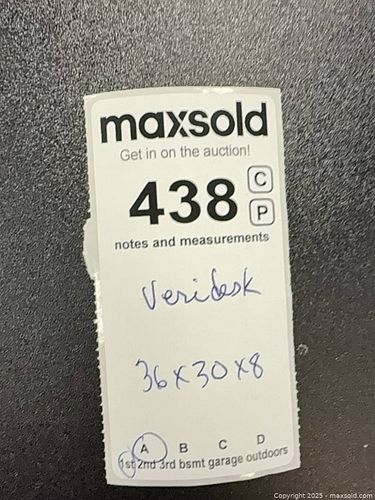 maxsold
Get in on the auction!
438 C
P
notes and measurements
Veridesk
36x30x8
A B C D
1st 2nd 3rd bsmt garage outdoors
Copyright 2025 - maxsold.com